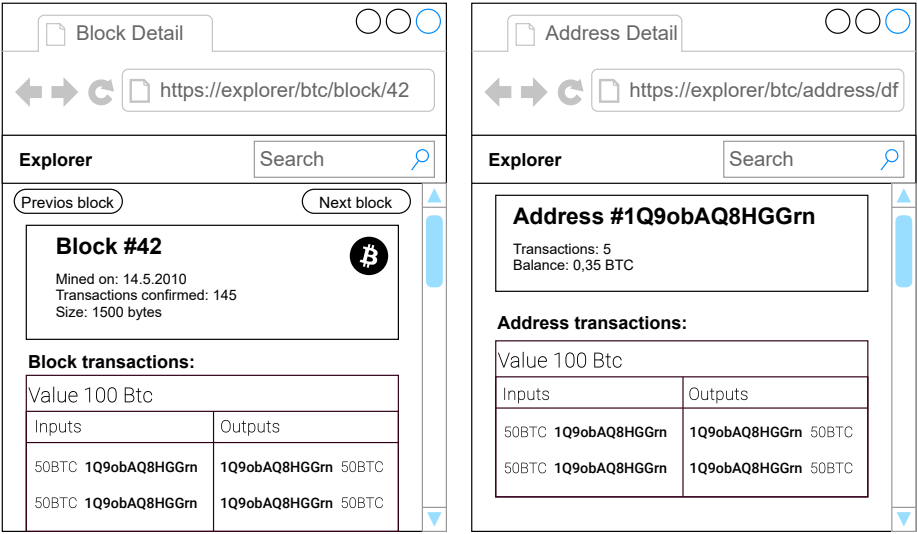 Block Detail
https://explorer/btc/block/42
Explorer
Search
Previos block
Next block
Block #42
Mined on: 14.5.2010
Transactions confirmed: 145
Size: 1500 bytes
Block transactions:
Value 100 Btc
Inputs
Outputs
50BTC 1Q9obAQ8HGGrn
1Q9obAQ8HGGrn 50BTC
50BTC 1Q9obAQ8HGGrn
1Q9obAQ8HGGrn 50BTC
Address Detail
https://explorer/btc/address/df
Explorer
Search
Address #1Q9obAQ8HGGrn
Transactions: 5
Balance: 0,35 BTC
Address transactions:
Value 100 Btc
Inputs
Outputs
50BTC 1Q9obAQ8HGGrn
1Q9obAQ8HGGrn 50BTC
50BTC 1Q9obAQ8HGGrn
1Q9obAQ8HGGrn 50BTC